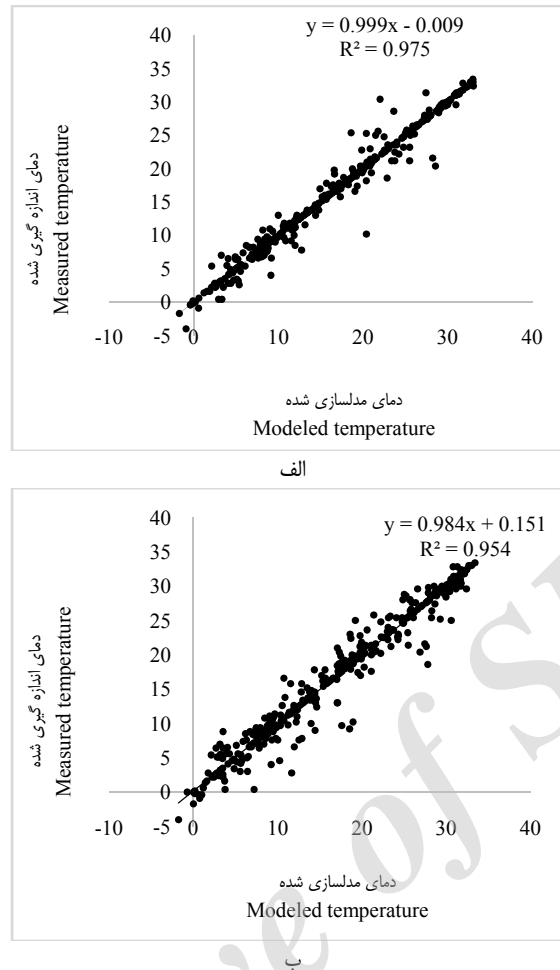 y = 0.999x - 0.009
R² = 0.975
40
35
30
25
20
15
10
5
0
-5
-10
0
10
20
30
40
دمای اندازه گیری شده
Measured temperature
دمای مدلسازی شده
Modeled temperature
الف
y = 0.984x + 0.151
R² = 0.954
40
35
30
25
20
15
10
5
0
-5
-10
0
10
20
30
40
دمای اندازه گیری شده
Measured temperature
دمای مدلسازی شده
Modeled temperature
ب
e of S